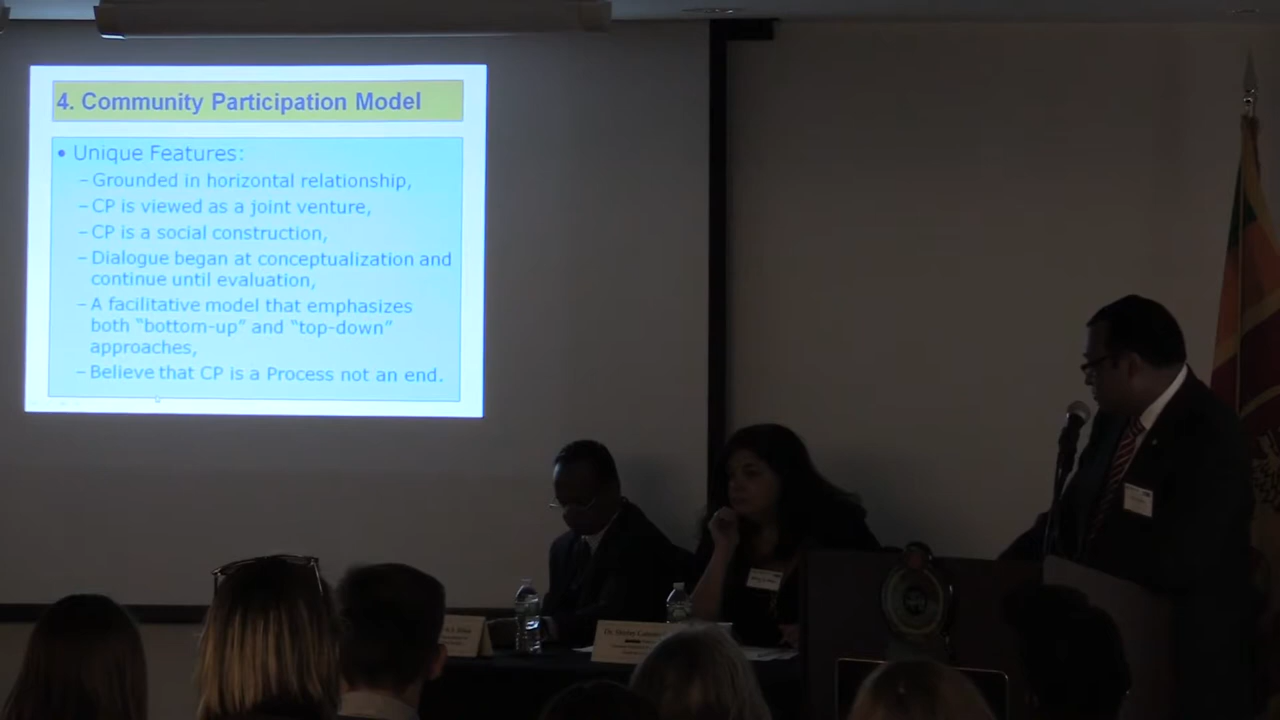 4. Community Participation Model
• Unique Features:
– Grounded in horizontal relationship,
– CP is viewed as a joint venture,
– CP is a social construction,
– Dialogue began at conceptualization and
continue until evaluation,
– A facilitative model that emphasizes
both “bottom-up” and “top-down”
approaches,
– Believe that CP is a Process not an end.
Dr.